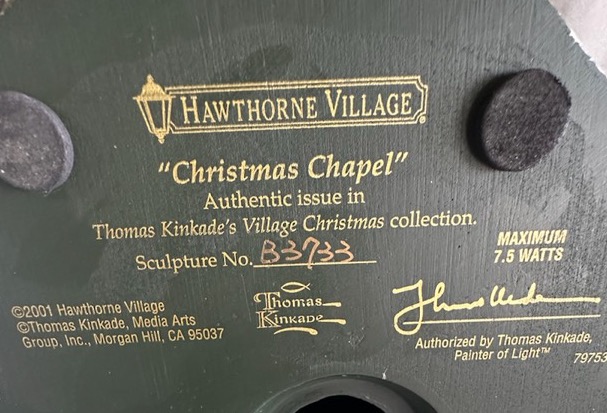 HAWTHORNE VILLAGE®
"Christmas Chapel"
Authentic issue in
Thomas Kinkade's Village Christmas collection.
Sculpture No. B3733
MAXIMUM
7.5 WATTS
©2001 Hawthorne Village
©Thomas Kinkade, Media Arts
Group, Inc., Morgan Hill, CA 95037
Thomas
Kinkade
Authorized by Thomas Kinkade,
Painter of Light™
79753